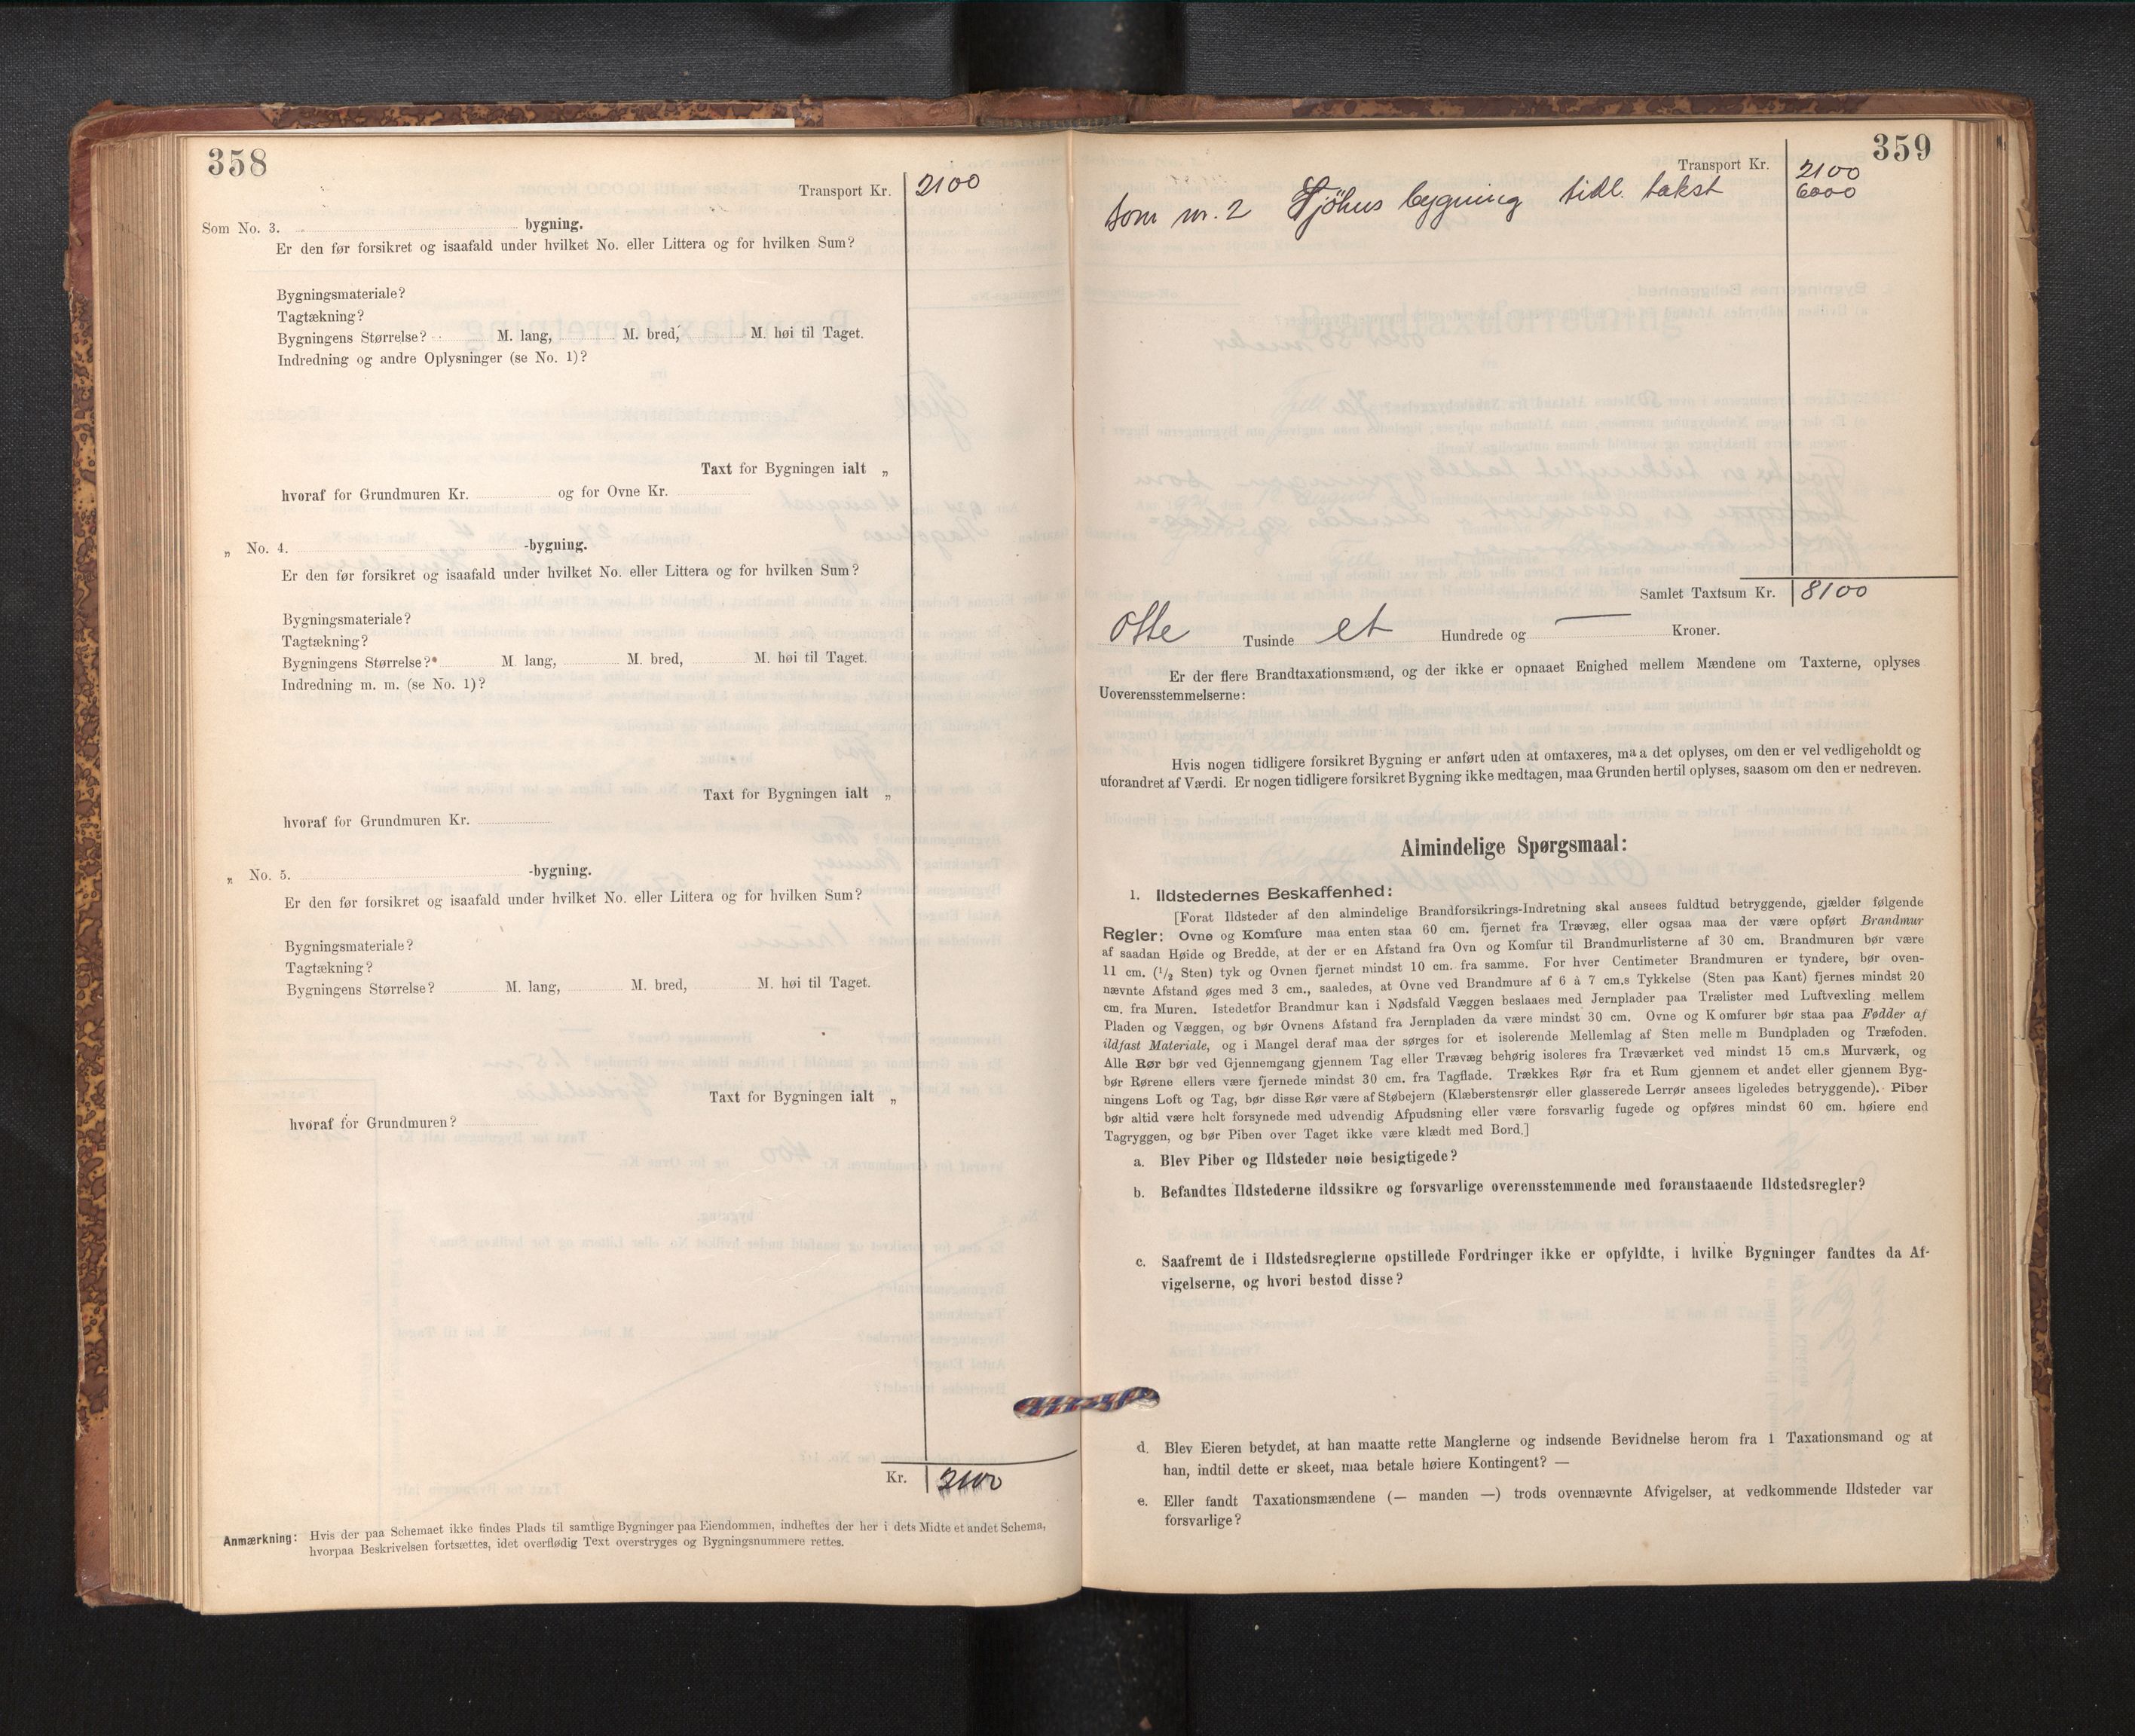 358
Transport Kr. 2100
Som No. 3. bygning.
Er den før forsikret og isaafald under hvilket No. eller Littera og for hvilken Sum?
Bygningsmateriale?
Tagtækning?
Bygningens Størrelse? M. lang, M. bred, M. høi til Taget.
Indredning og andre Oplysninger (se No. 1)?
Taxt for Bygningen ialt „
hvoraf for Grundmuren Kr. og for Ovne Kr.
„ No. 4. -bygning.
Er den før forsikret og isaafald under hvilket No. eller Littera og for hvilken Sum?
Bygningsmateriale?
Tagtækning?
Bygningens Størrelse? M. lang, M. bred, M. høi til Taget.
Indredning m. m. (se No. 1)?
Taxt for Bygningen ialt „
hvoraf for Grundmuren Kr.
„ No. 5. -bygning.
Er den før forsikret og isaafald under hvilket No. eller Littera og for hvilken Sum?
Bygningsmateriale?
Tagtækning?
Bygningens Størrelse? M. lang, M. bred, M. høi til Taget.
Taxt for Bygningen ialt „
hvoraf for Grundmuren?
Kr. 2100
Anmærkning: Hvis der paa Schemaet ikke findes Plads til samtlige Bygninger paa Eiendommen, indheftes der her i dets Midte et andet Schema,
hvorpaa Beskrivelsen fortsættes, idet overflødig Text overstryges og Bygningsnummere rettes.
359
Transport Kr. 2100
Som nr. 2 Sjöhus bygning tidl. takst 6000
Samlet Taxtsum Kr. 8100
Otte Tusinde et Hundrede og — Kroner.
Er der flere Brandtaxationsmænd, og der ikke er opnaaet Enighed mellem Mændene om Taxterne, oplyses
Uoverensstemmelserne:
Hvis nogen tidligere forsikret Bygning er anført uden at omtaxeres, maa det oplyses, om den er vel vedligeholdt og
uforandret af Værdi. Er nogen tidligere forsikret Bygning ikke medtagen, maa Grunden hertil oplyses, saasom om den er nedreven.
Almindelige Spørgsmaal:
1. Ildstedernes Beskaffenhed:
[Forat Ildsteder af den almindelige Brandforsikrings-Indretning skal ansees fuldtud betryggende, gjælder følgende
Regler: Ovne og Komfure maa enten staa 60 cm. fjernet fra Trævæg, eller ogsaa maa der være opført Brandmur
af saadan Høide og Bredde, at der er en Afstand fra Ovn og Komfur til Brandmurlisterne af 30 cm. Brandmuren bør være
11 cm. (1/2 Sten) tyk og Ovnen fjernet mindst 10 cm. fra samme. For hver Centimeter Brandmuren er tyndere, bør oven-
nævnte Afstand øges med 3 cm., saaledes, at Ovne ved Brandmure af 6 à 7 cm.s Tykkelse (Sten paa Kant) fjernes mindst 20
cm. fra Muren. Istedetfor Brandmur kan i Nødsfald Væggen beslaaes med Jernplader paa Trælister med Luftvexling mellem
Pladen og Væggen, og bør Ovnens Afstand fra Jernpladen da være mindst 30 cm. Ovne og Komfurer bør staa paa Fødder af
ildfast Materiale, og i Mangel deraf maa der sørges for et isolerende Mellemlag af Sten mellem Bundpladen og Træfoden.
Alle Rør bør ved Gjennemgang gjennem Tag eller Trævæg behørig isoleres fra Træværket ved mindst 15 cm.s Murværk, og
bør Rørene ellers være fjernede mindst 30 cm. fra Tagflade. Trækkes Rør fra et Rum gjennem et andet eller gjennem Byg-
ningens Loft og Tag, bør disse Rør være af Støbejern (Klæberstensrør eller glasserede Lerrør ansees ligeledes betryggende). Piber
bør altid være holt forsynede med udvendig Afpudsning eller være forsvarlig fugede og opføres mindst 60 cm. høiere end
Tagryggen, og bør Piben over Taget ikke være klædt med Bord.]
a. Blev Piber og Ildsteder nøie besigtigede?
b. Befandtes Ildstederne ildssikre og forsvarlige overensstemmende med foranstaaende Ildstedsregler?
c. Saafremt de i Ildstedsreglerne opstillede Fordringer ikke er opfyldte, i hvilke Bygninger fandtes da Af-
vigelserne, og hvori bestod disse?
d. Blev Eieren betydet, at han maatte rette Manglerne og indsende Bevidnelse herom fra 1 Taxationsmand og at
han, indtil dette er skeet, maa betale høiere Kontingent? —
e. Eller fandt Taxationsmændene (— manden —) trods ovennævnte Afvigelser, at vedkommende Ildsteder var
forsvarlige?